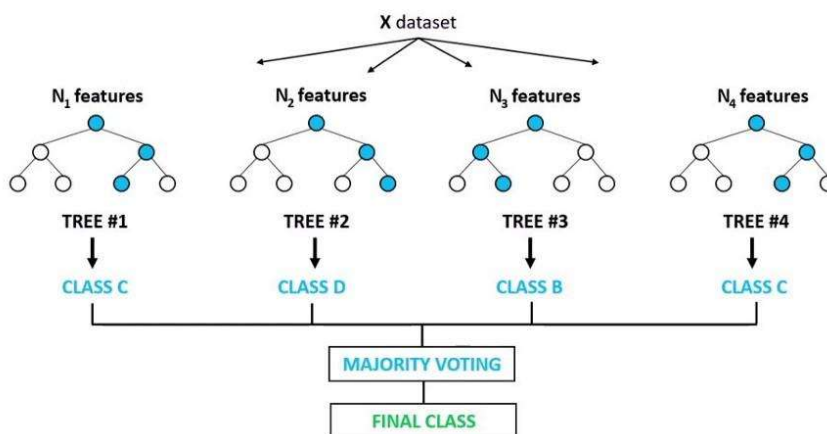 X dataset
N₁ features
N₂ features
N₃ features
N₄ features
TREE #1
TREE #2
TREE #3
TREE #4
CLASS C
CLASS D
CLASS B
CLASS C
MAJORITY VOTING
FINAL CLASS